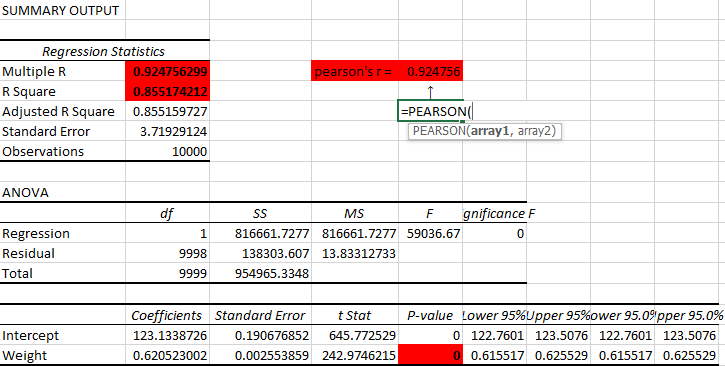 SUMMARY OUTPUT
Regression Statistics
Multiple R 0.924756299 pearson's r = 0.924756
R Square 0.855174212 ↑
Adjusted R Square 0.855159727 =PEARSON(
Standard Error 3.71929124 PEARSON(array1, array2)
Observations 10000
ANOVA
df SS MS F gnificance F
Regression 1 816661.7277 816661.7277 59036.67 0
Residual 9998 138303.607 13.83312733
Total 9999 954965.3348
Coefficients Standard Error t Stat P-value Lower 95% Upper 95% ower 95.0% pper 95.0%
Intercept 123.1338726 0.190676852 645.772529 0 122.7601 123.5076 122.7601 123.5076
Weight 0.620523002 0.002553859 242.9746215 0 0.615517 0.625529 0.615517 0.625529